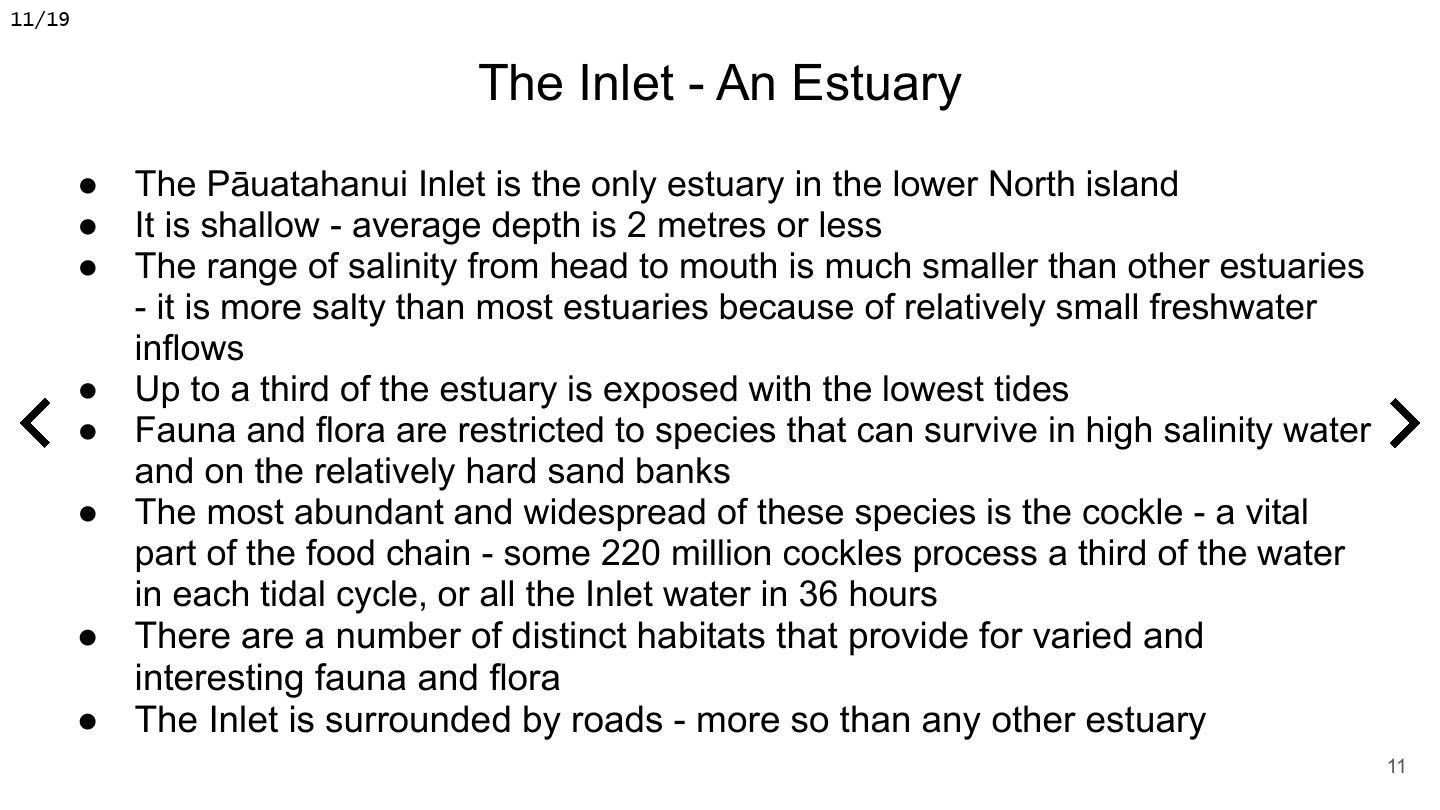 11/19
The Inlet - An Estuary
● The Pāuatahanui Inlet is the only estuary in the lower North island
● It is shallow - average depth is 2 metres or less
● The range of salinity from head to mouth is much smaller than other estuaries
- it is more salty than most estuaries because of relatively small freshwater
inflows
● Up to a third of the estuary is exposed with the lowest tides
● Fauna and flora are restricted to species that can survive in high salinity water
and on the relatively hard sand banks
● The most abundant and widespread of these species is the cockle - a vital
part of the food chain - some 220 million cockles process a third of the water
in each tidal cycle, or all the Inlet water in 36 hours
● There are a number of distinct habitats that provide for varied and
interesting fauna and flora
● The Inlet is surrounded by roads - more so than any other estuary
11